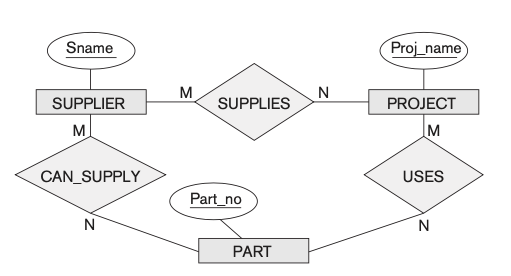 Sname
Proj_name
M
N
SUPPLIER
SUPPLIES
PROJECT
M
M
CAN_SUPPLY
USES
Part_no
N
N
PART